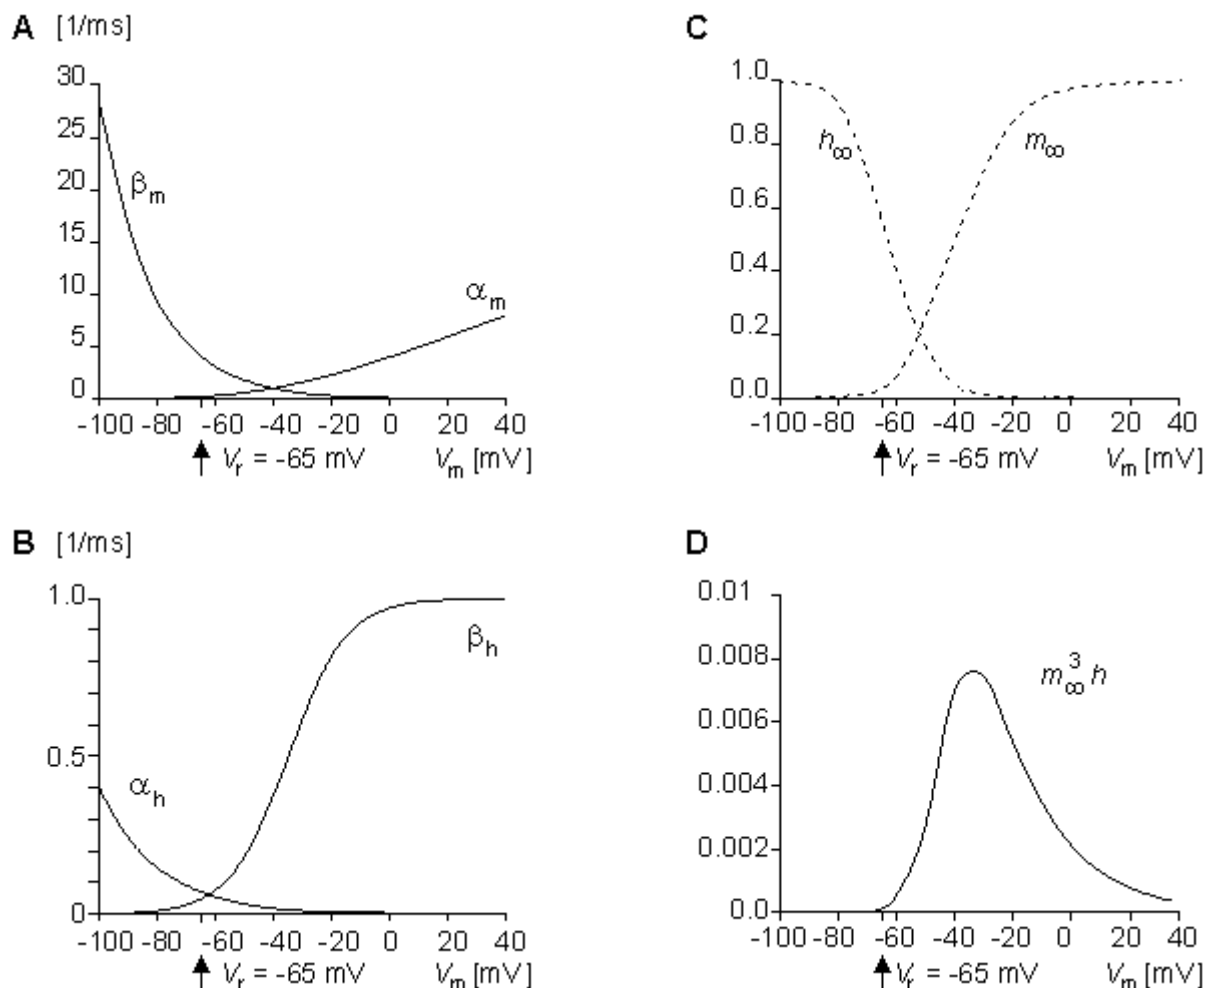 A [1/ms]
30
25
20
15
10
5
0
βm
αm
-100 -80 -60 -40 -20 0 20 40
Vr = -65 mV Vm [mV]
B [1/ms]
1.0
0.5
0
αh
βh
-100 -80 -60 -40 -20 0 20 40
Vr = -65 mV Vm [mV]
C
1.0
0.8
0.6
0.4
0.2
0.0
h∞
m∞
-100 -80 -60 -40 -20 0 20 40
Vr = -65 mV Vm [mV]
D
0.01
0.008
0.006
0.004
0.002
0.0
m∞³h
-100 -80 -60 -40 -20 0 20 40
Vr = -65 mV Vm [mV]